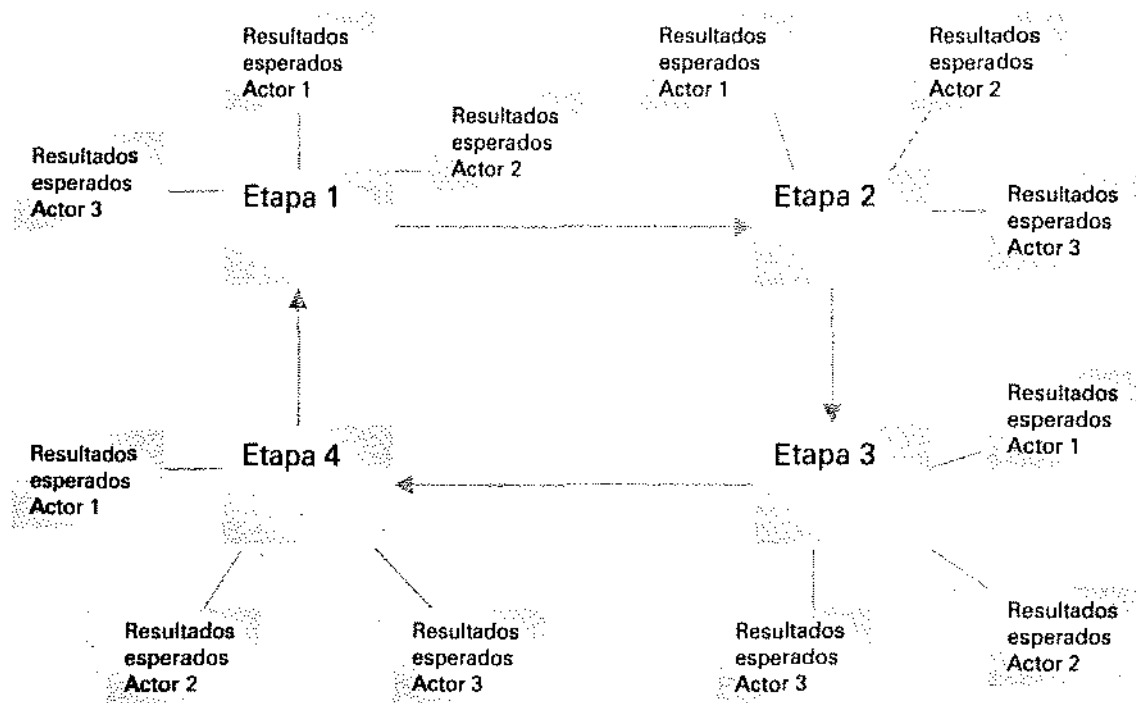 Resultados
esperados
Actor 1
Resultados
esperados
Actor 2
Resultados
esperados
Actor 3
Etapa 1
Resultados
esperados
Actor 1
Resultados
esperados
Actor 2
Etapa 2
Resultados
esperados
Actor 3
Resultados
esperados
Actor 1
Etapa 4
Resultados
esperados
Actor 2
Resultados
esperados
Actor 3
Etapa 3
Resultados
esperados
Actor 1
Resultados
esperados
Actor 3
Resultados
esperados
Actor 2